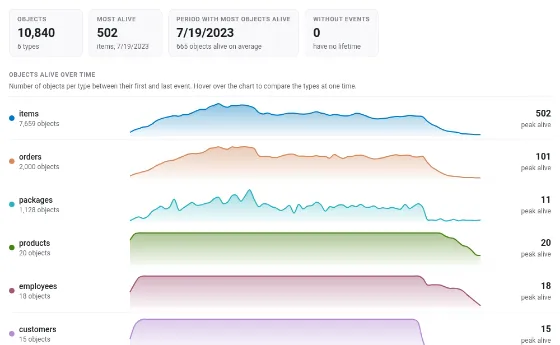 OBJECTS
10,840
6 types
MOST ALIVE
502
items, 7/19/2023
PERIOD WITH MOST OBJECTS ALIVE
7/19/2023
665 objects alive on average
WITHOUT EVENTS
0
have no lifetime
OBJECTS ALIVE OVER TIME
Number of objects per type between their first and last event. Hover over the chart to compare the types at one time.
items
7,659 objects
502
peak alive
orders
2,000 objects
101
peak alive
packages
1,128 objects
11
peak alive
products
20 objects
20
peak alive
employees
18 objects
18
peak alive
customers
15 objects
15
peak alive